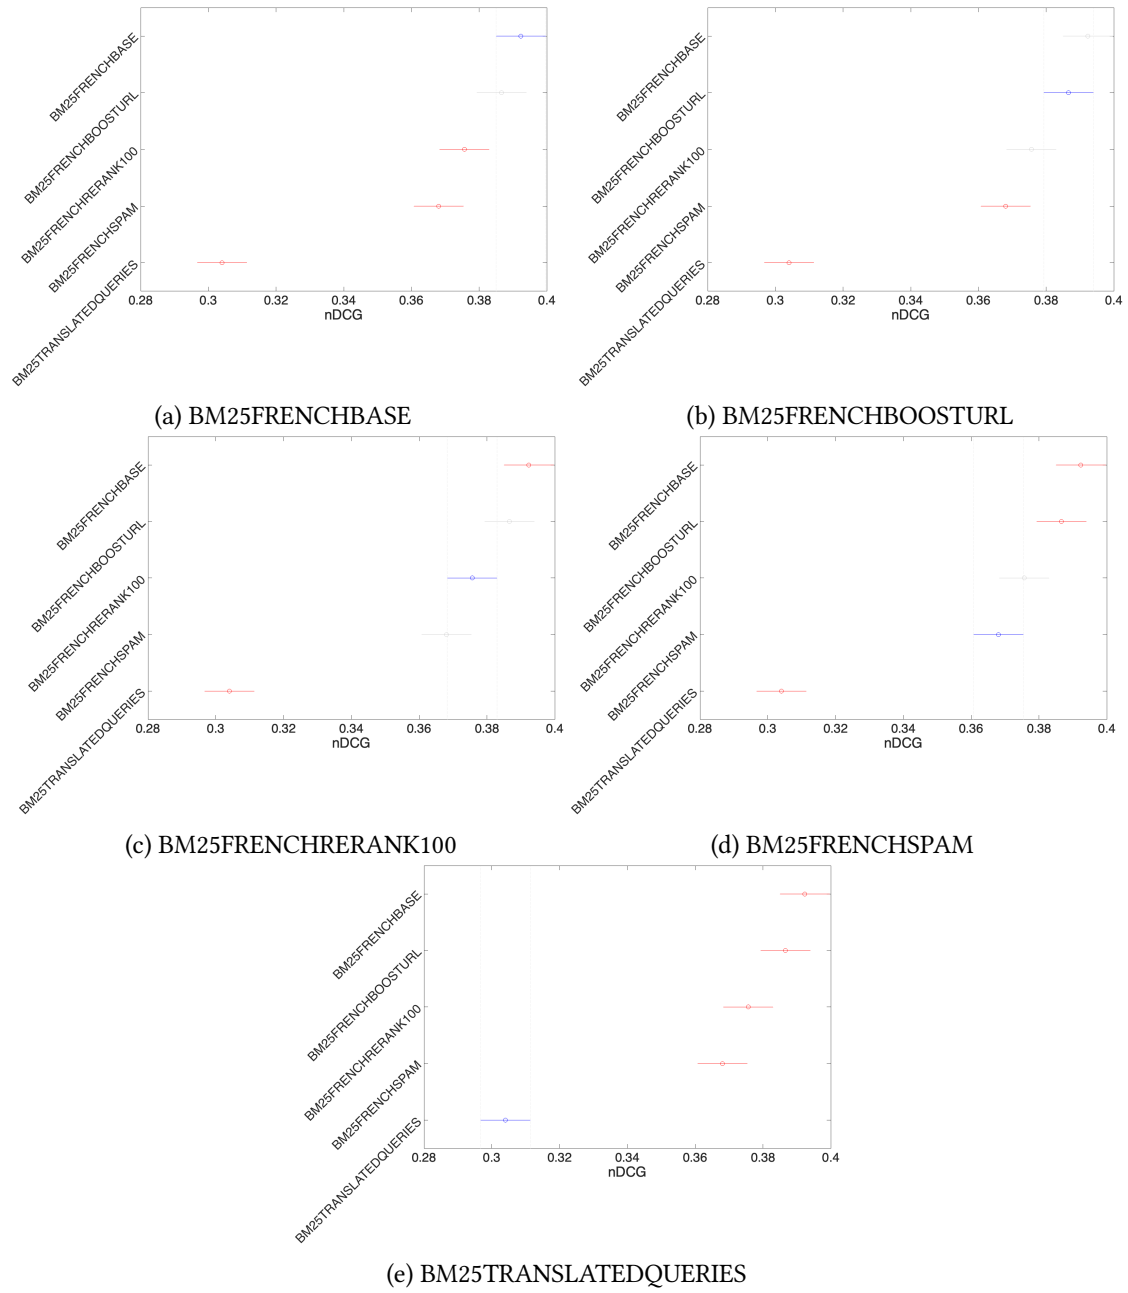 BM25FRENCHBASE
BM25FRENCHBOOSTURL
BM25FRENCHRERANK100
BM25FRENCHSPAM
BM25TRANSLATEDQUERIES
0.28 0.3 0.32 0.34 0.36 0.38 0.4
nDCG
(a) BM25FRENCHBASE
BM25FRENCHBASE
BM25FRENCHBOOSTURL
BM25FRENCHRERANK100
BM25FRENCHSPAM
BM25TRANSLATEDQUERIES
0.28 0.3 0.32 0.34 0.36 0.38 0.4
nDCG
(b) BM25FRENCHBOOSTURL
BM25FRENCHBASE
BM25FRENCHBOOSTURL
BM25FRENCHRERANK100
BM25FRENCHSPAM
BM25TRANSLATEDQUERIES
0.28 0.3 0.32 0.34 0.36 0.38 0.4
nDCG
(c) BM25FRENCHRERANK100
BM25FRENCHBASE
BM25FRENCHBOOSTURL
BM25FRENCHRERANK100
BM25FRENCHSPAM
BM25TRANSLATEDQUERIES
0.28 0.3 0.32 0.34 0.36 0.38 0.4
nDCG
(d) BM25FRENCHSPAM
BM25FRENCHBASE
BM25FRENCHBOOSTURL
BM25FRENCHRERANK100
BM25FRENCHSPAM
BM25TRANSLATEDQUERIES
0.28 0.3 0.32 0.34 0.36 0.38 0.4
nDCG
(e) BM25TRANSLATEDQUERIES